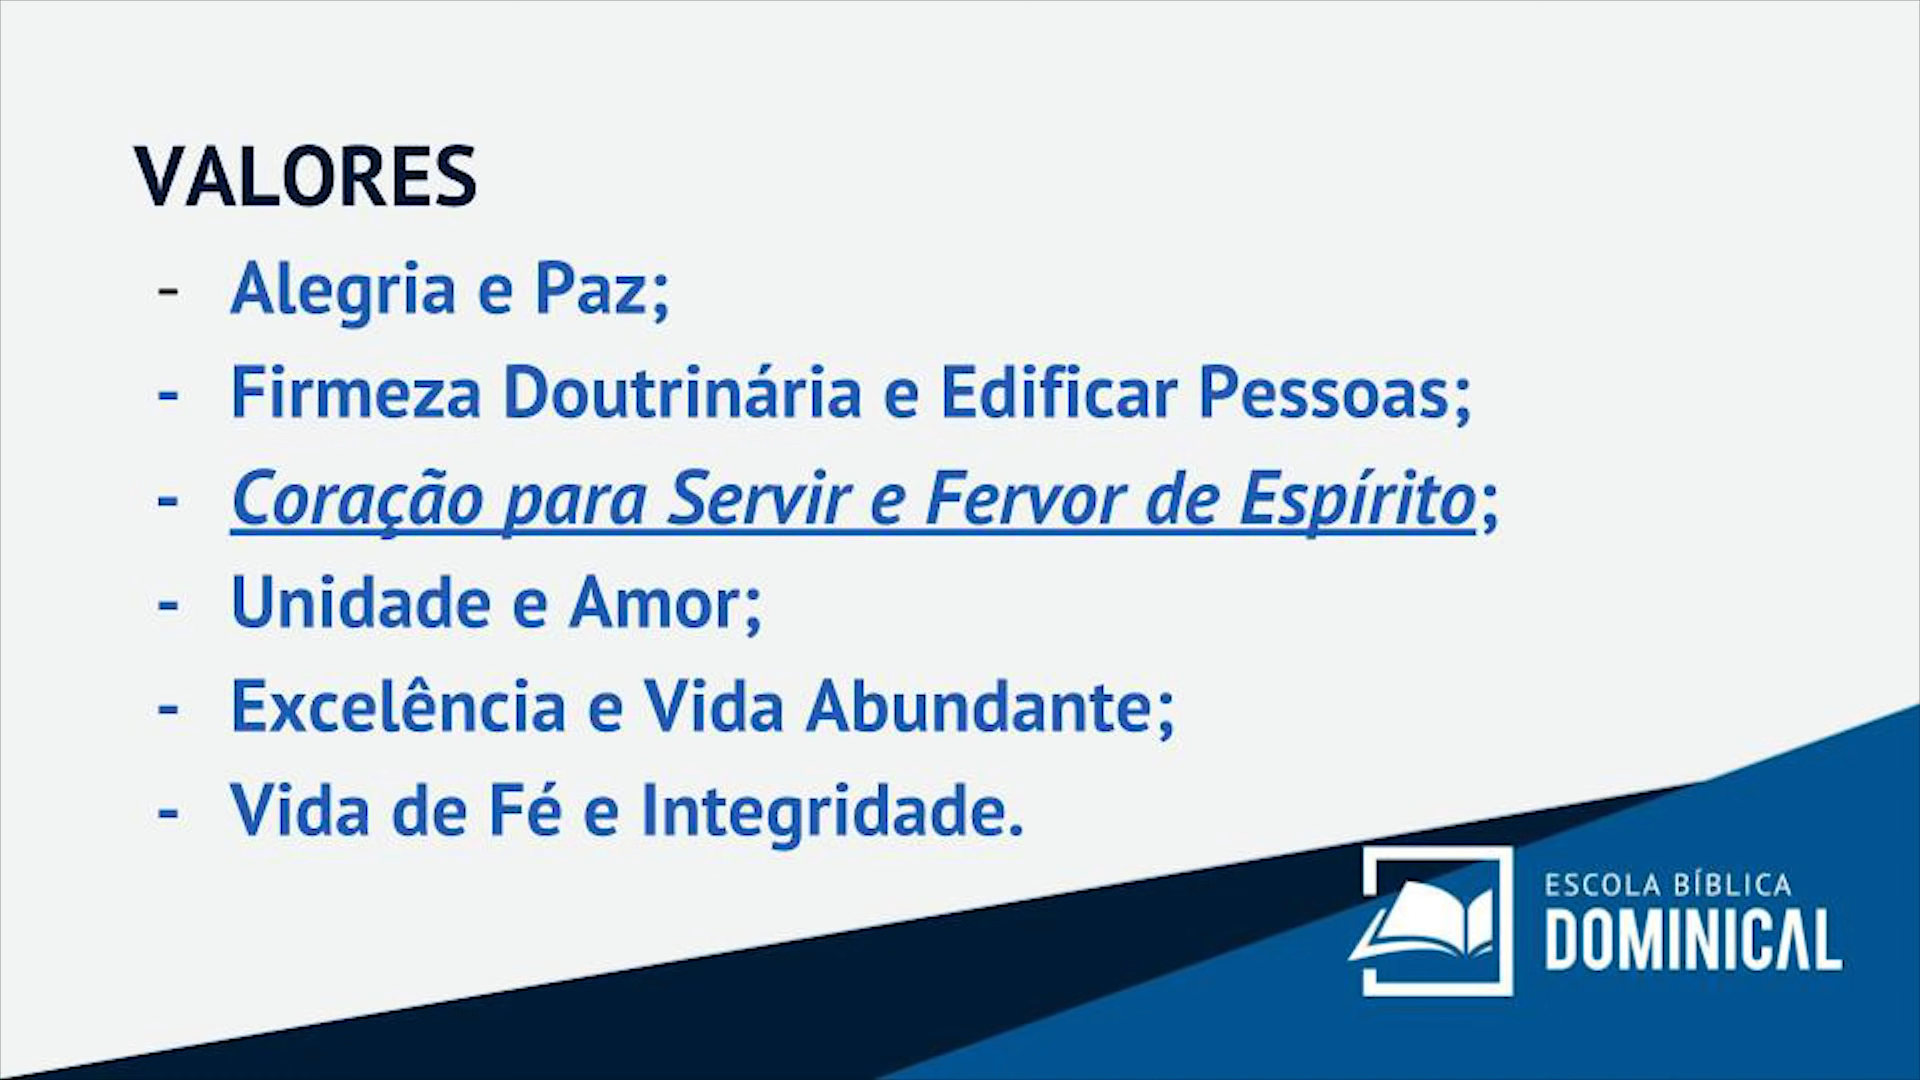 VALORES
- Alegria e Paz;
- Firmeza Doutrinária e Edificar Pessoas;
- Coração para Servir e Fervor de Espírito;
- Unidade e Amor;
- Excelência e Vida Abundante;
- Vida de Fé e Integridade.
ESCOLA BÍBLICA
DOMINICAL